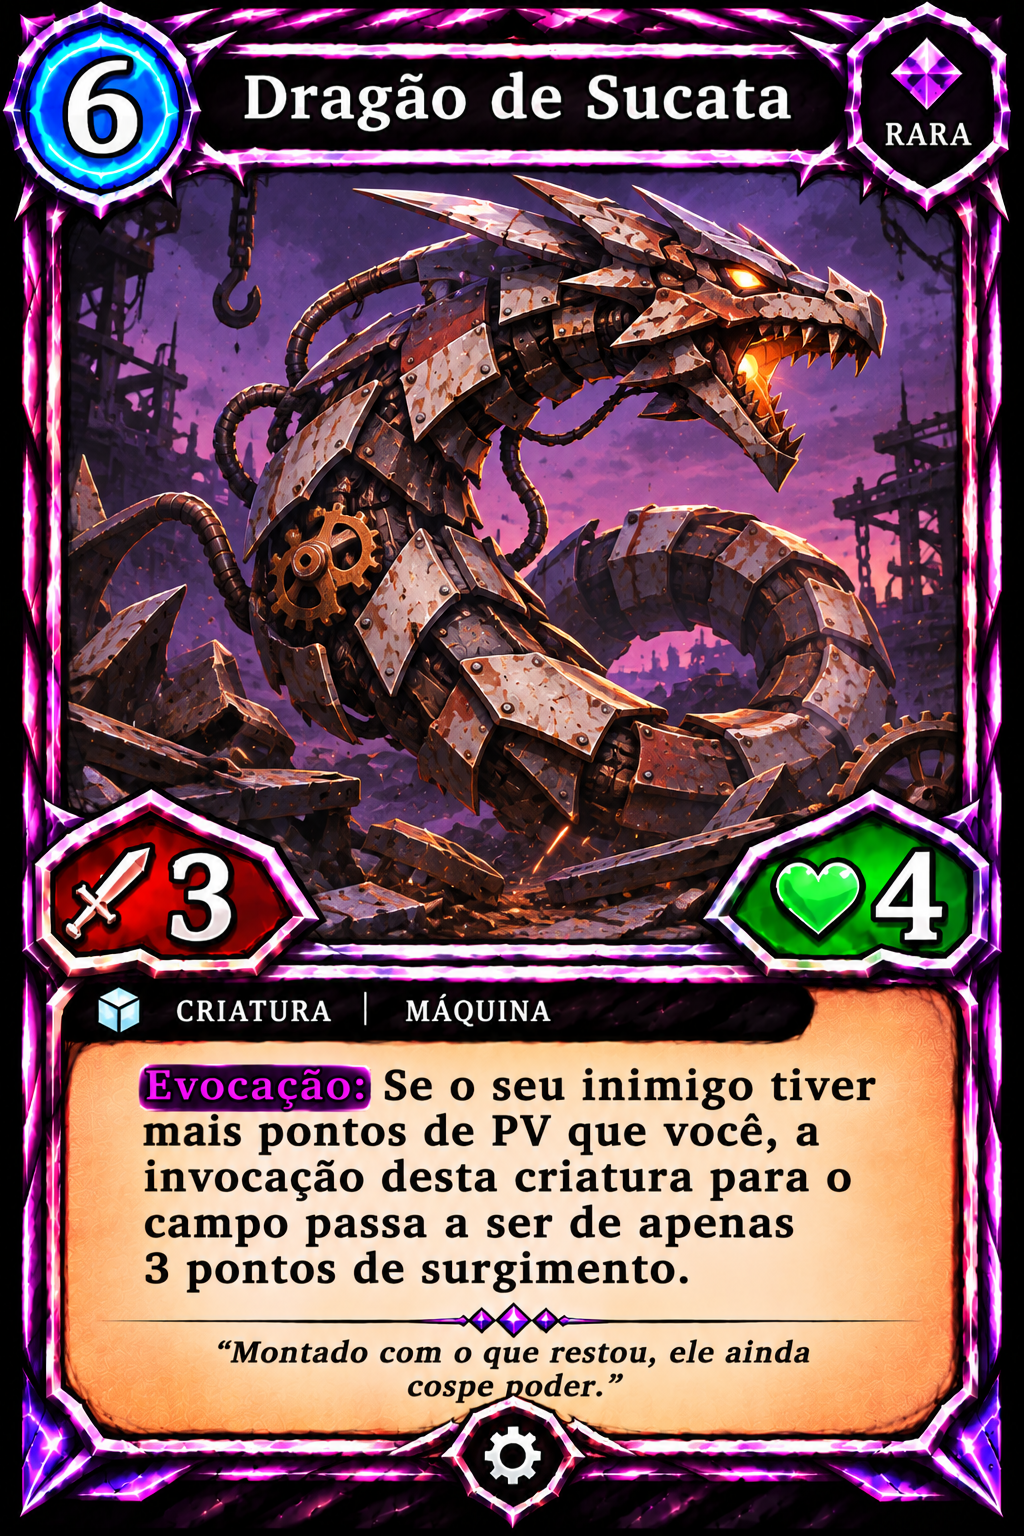 6
Dragão de Sucata
RARA
3
4
CRIATURA | MÁQUINA
Evocação: Se o seu inimigo tiver
mais pontos de PV que você, a
invocação desta criatura para o
campo passa a ser de apenas
3 pontos de surgimento.
“Montado com o que restou, ele ainda
cospe poder.”